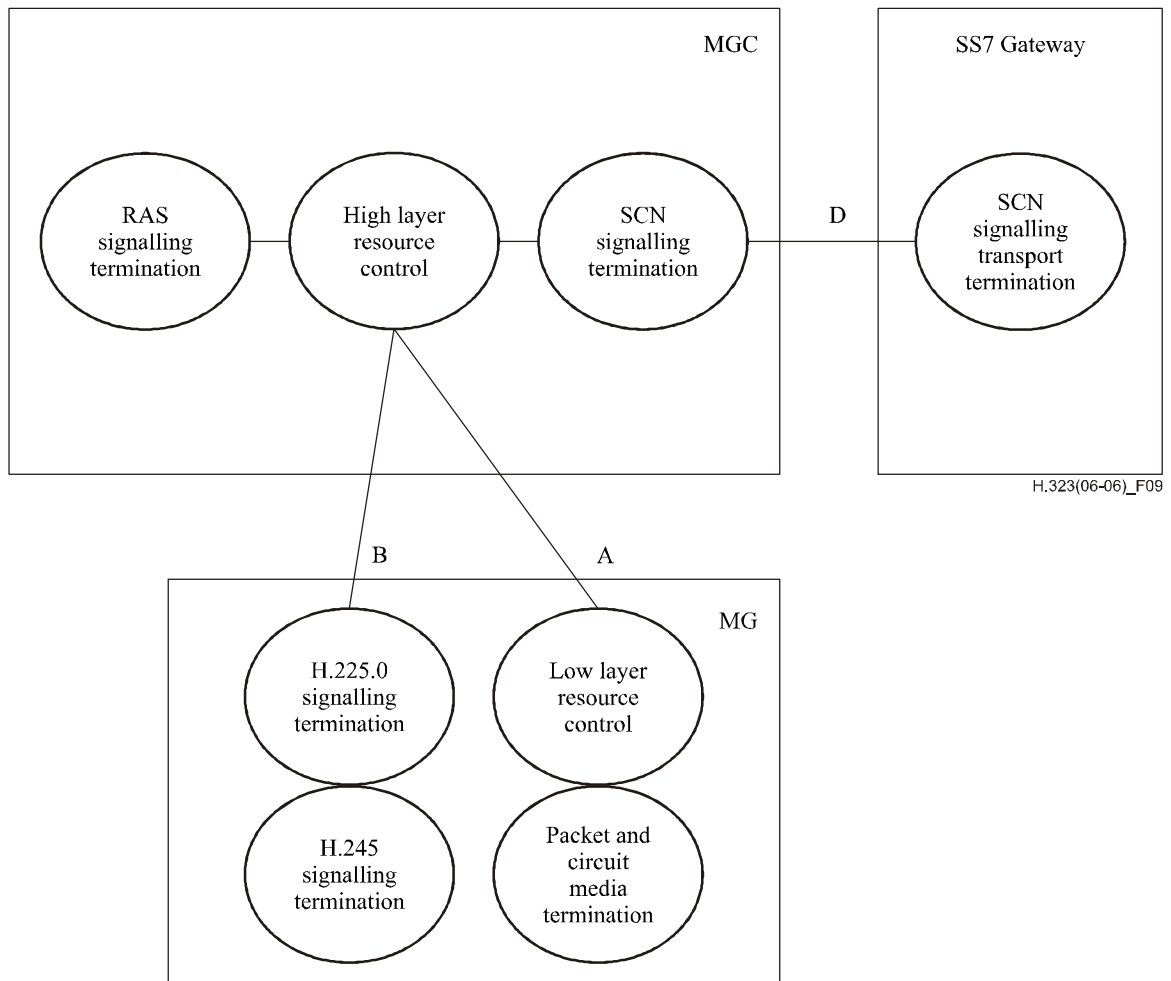 MGC
SS7 Gateway
RAS
signalling
termination
High layer
resource
control
SCN
signalling
termination
D
SCN
signalling
transport
termination
H.323(06-06)_F09
B
A
MG
H.225.0
signalling
termination
Low layer
resource
control
H.245
signalling
termination
Packet and
circuit
media
termination